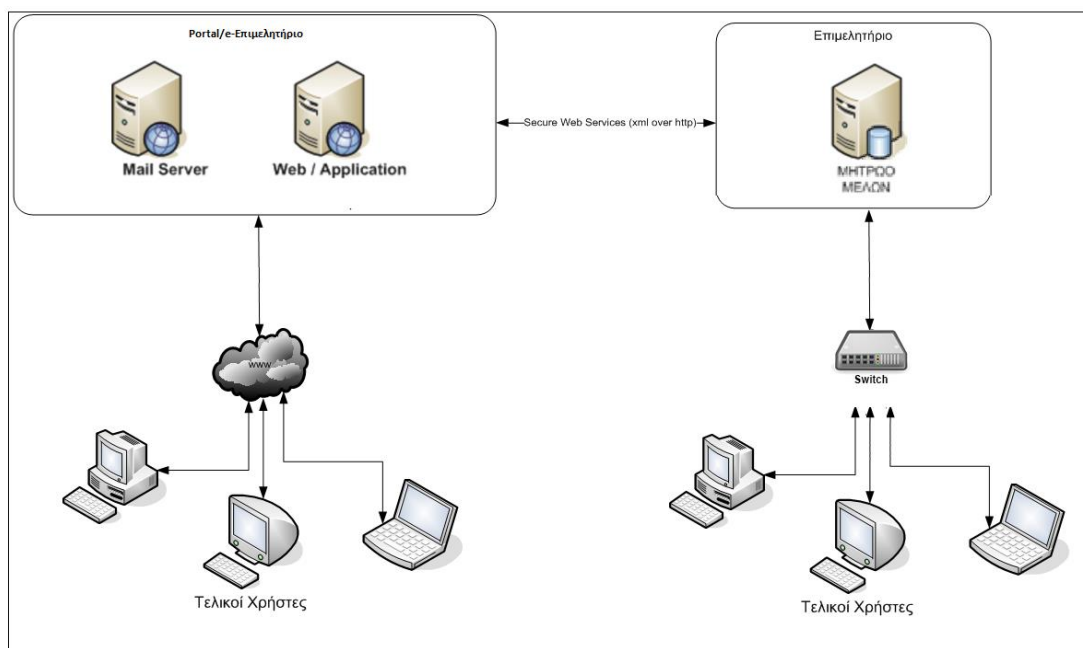 Portal/e-Επιμελητήριο
Mail Server
Web / Application
Secure Web Services (xml over http)
Επιμελητήριο
ΜΗΤΡΩΟ
ΜΕΛΩΝ
www
Switch
Τελικοί Χρήστες
Τελικοί Χρήστες